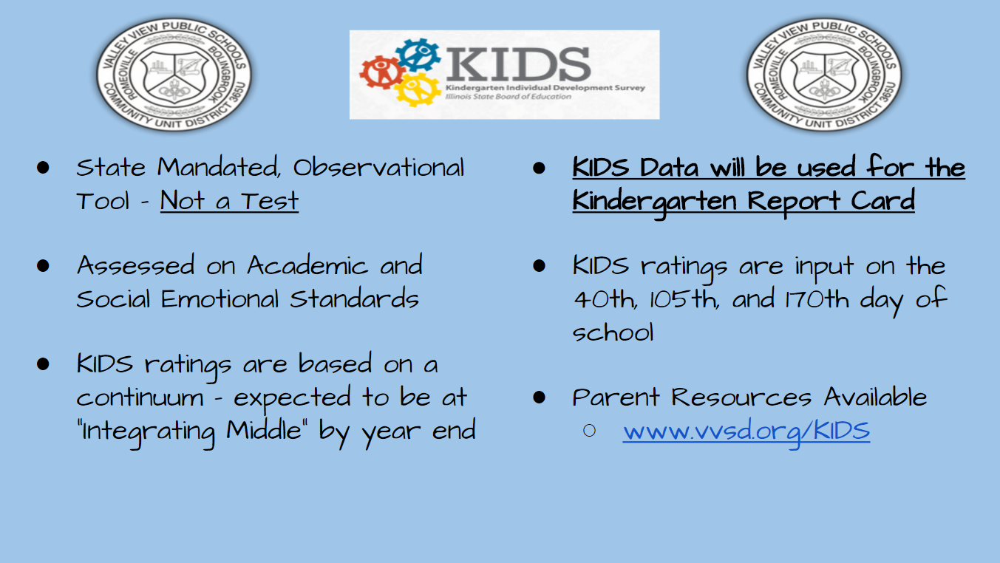 VALLEY VIEW PUBLIC SCHOOLS
ROMEOVILLE
BOLINGBROOK
COMMUNITY UNIT DISTRICT 365U
KIDS
Kindergarten Individual Development Survey
Illinois State Board of Education
VALLEY VIEW PUBLIC SCHOOLS
ROMEOVILLE
BOLINGBROOK
COMMUNITY UNIT DISTRICT 365U
● State Mandated, Observational
Tool - Not a Test
● Assessed on Academic and
Social Emotional Standards
● KIDS ratings are based on a
continuum - expected to be at
"Integrating Middle" by year end
● KIDS Data will be used for the
Kindergarten Report Card
● KIDS ratings are input on the
40th, 105th, and 170th day of
school
● Parent Resources Available
○ www.vvsd.org/KIDS